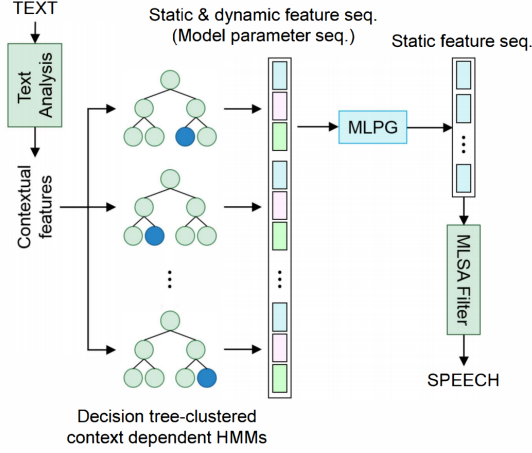 TEXT
Text
Analysis
Contextual
features
Static & dynamic feature seq.
(Model parameter seq.)
MLPG
Static feature seq.
MLSA Filter
SPEECH
Decision tree-clustered
context dependent HMMs